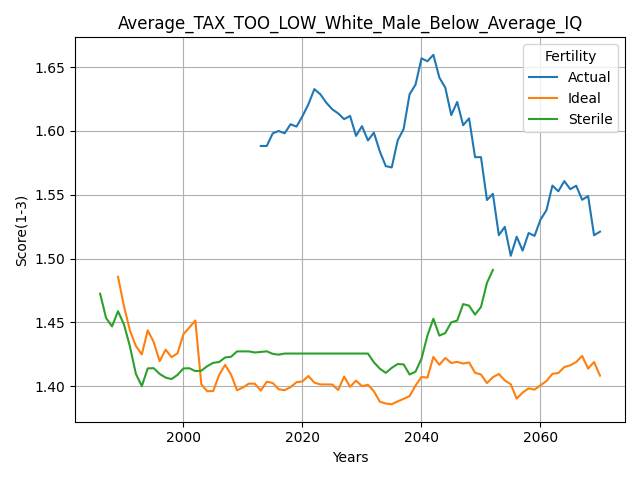 Average_TAX_TOO_LOW_White_Male_Below_Average_IQ
Fertility
Actual
Ideal
Sterile
Score(1-3)
1.65
1.60
1.55
1.50
1.45
1.40
2000
2020
2040
2060
Years